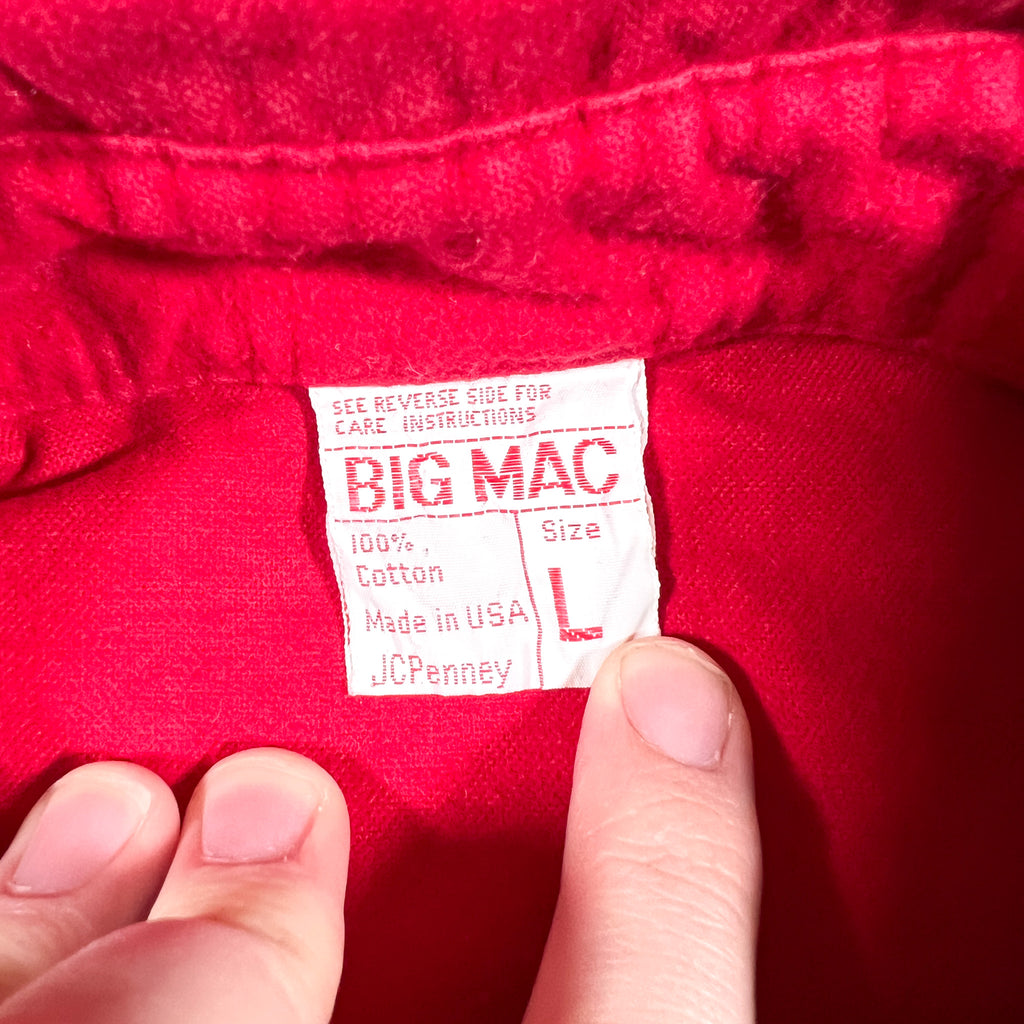 SEE REVERSE SIDE FOR
CARE INSTRUCTIONS
BIG MAC
100%
Cotton
Made in USA
JCPenney
Size
L